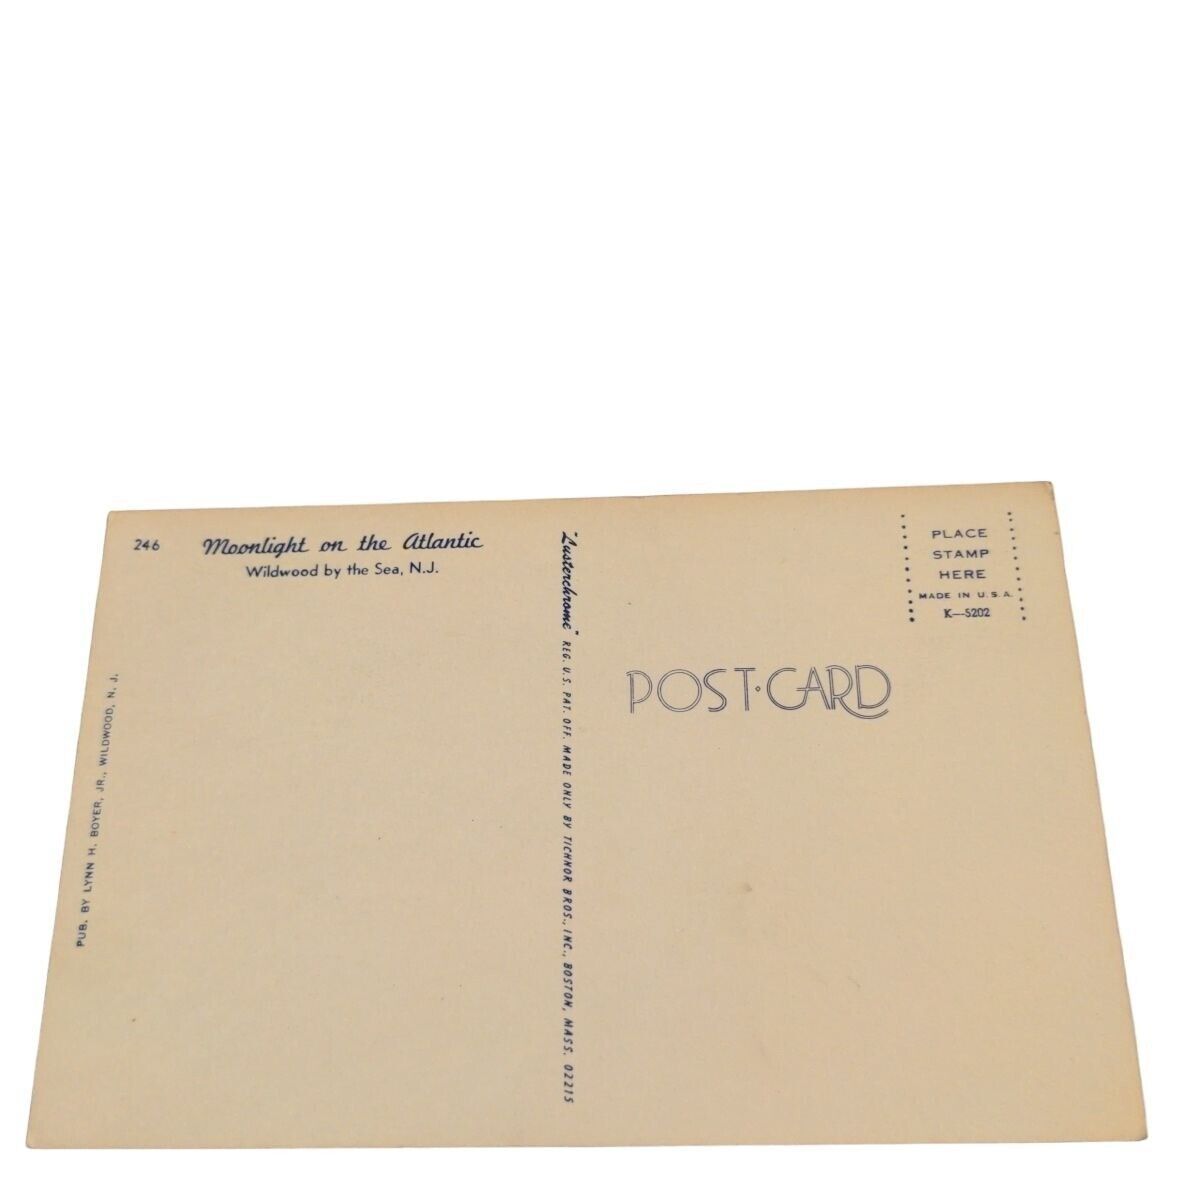 246
Moonlight on the Atlantic
Wildwood by the Sea, N.J.
PUB. BY LYNN H. BOYER, JR., WILDWOOD, N. J.
"Lusterchrome" REG. U.S. PAT. OFF. MADE ONLY BY TICHNOR BROS., INC., BOSTON, MASS. 02215
PLACE
STAMP
HERE
MADE IN U.S.A.
K—5202
POST·CARD